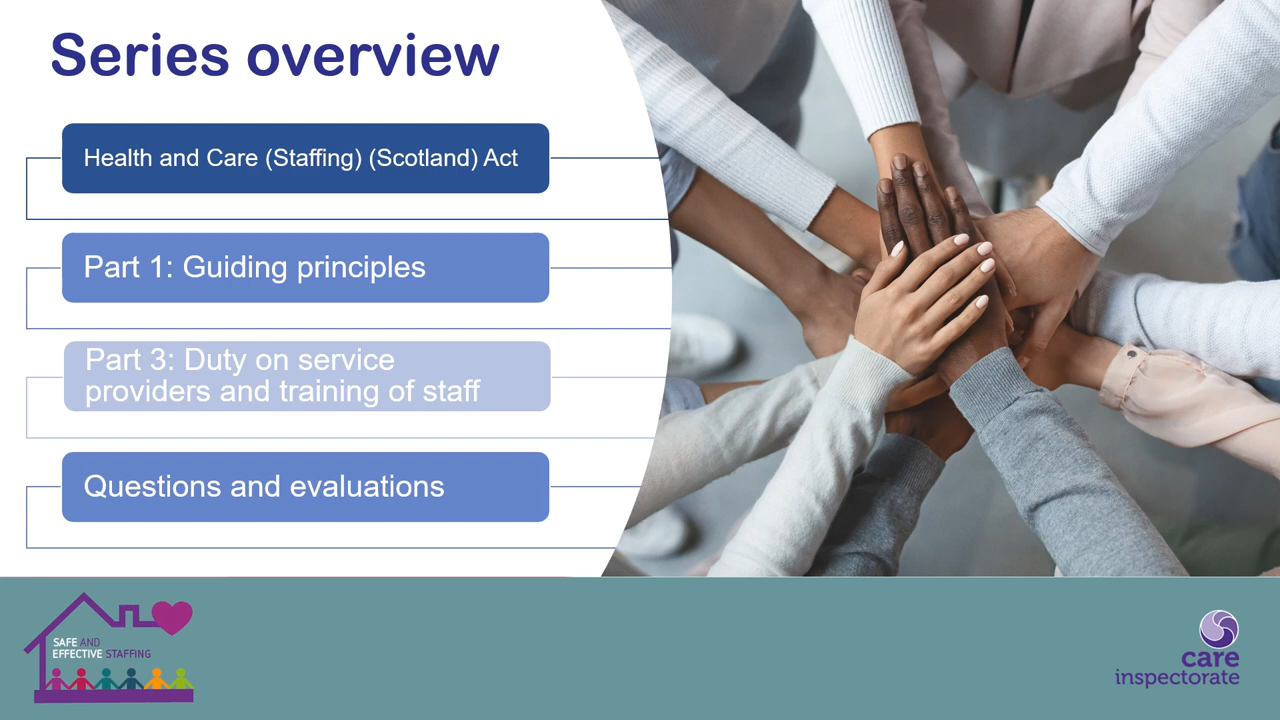 Series overview
Health and Care (Staffing) (Scotland) Act
Part 1: Guiding principles
Part 3: Duty on service
providers and training of staff
Questions and evaluations
SAFE AND
EFFECTIVE STAFFING
care
inspectorate